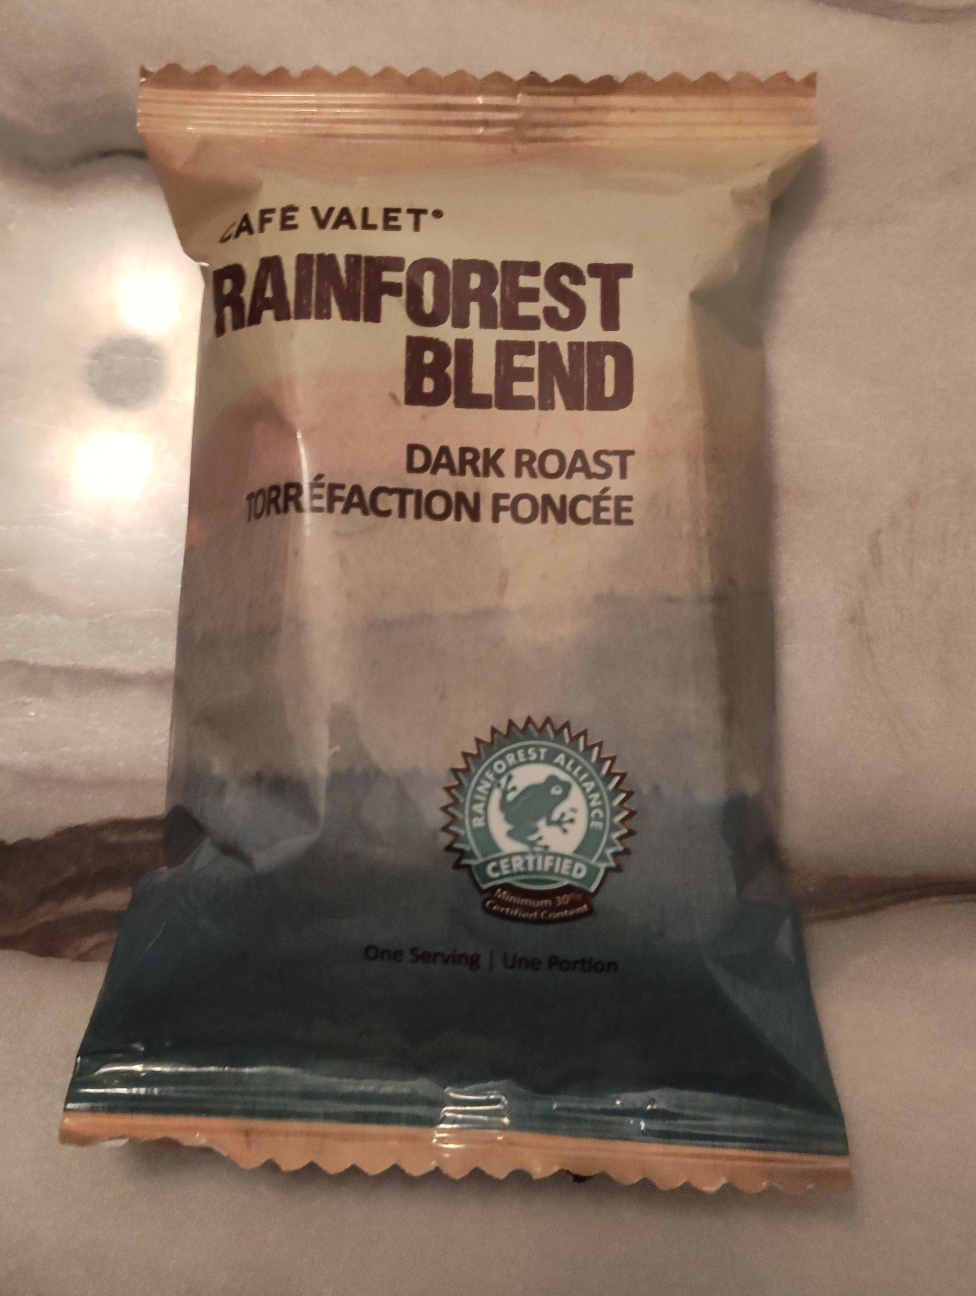 CAFÉ VALET®
RAINFOREST
BLEND
DARK ROAST
TORRÉFACTION FONCÉE
RAINFOREST ALLIANCE
CERTIFIED
Minimum 30%
Certified Content
One Serving | Une Portion